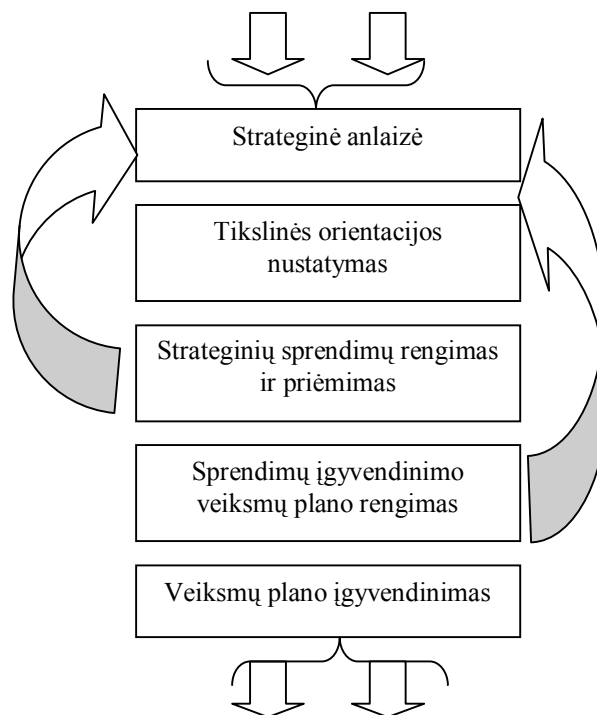 Strateginė anlaizė
Tikslinės orientacijos
nustatymas
Strateginių sprendimų rengimas
ir priėmimas
Sprendimų įgyvendinimo
veiksmų plano rengimas
Veiksmų plano įgyvendinimas